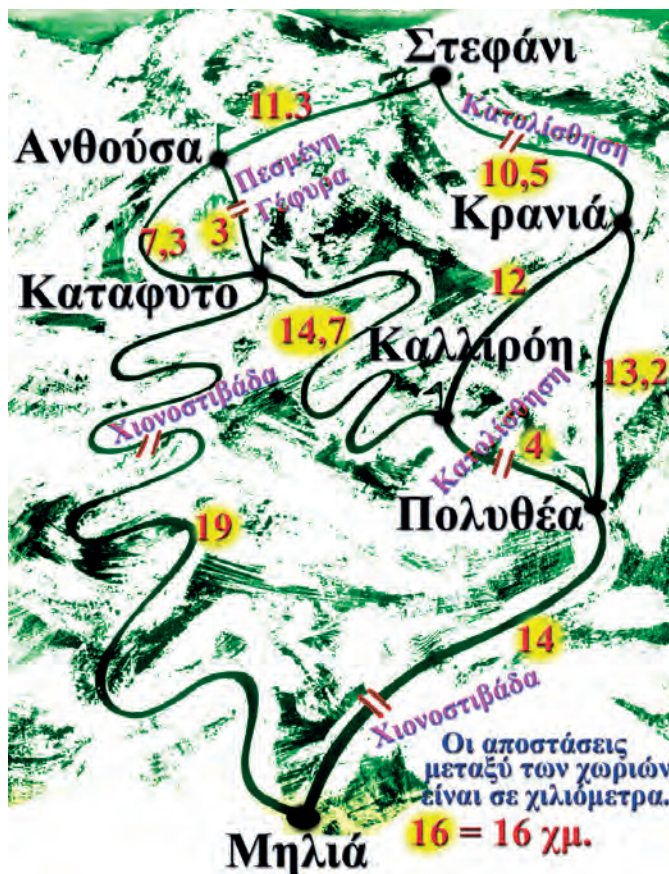 Στεφάνι
11.3
Κατολίσθηση
Ανθούσα
Πεσμένη
Γέφυρα
10,5
Κρανιά
7,3
3
Καταφυτο
12
14,7
Καλλιρόη
13,2
Χιονοστιβάδα
Κατολίσθηση
4
Πολυθέα
19
14
Χιονοστιβάδα
Οι αποστάσεις
μεταξύ των χωριών
είναι σε χιλιόμετρα.
16 = 16 χμ.
Μηλιά